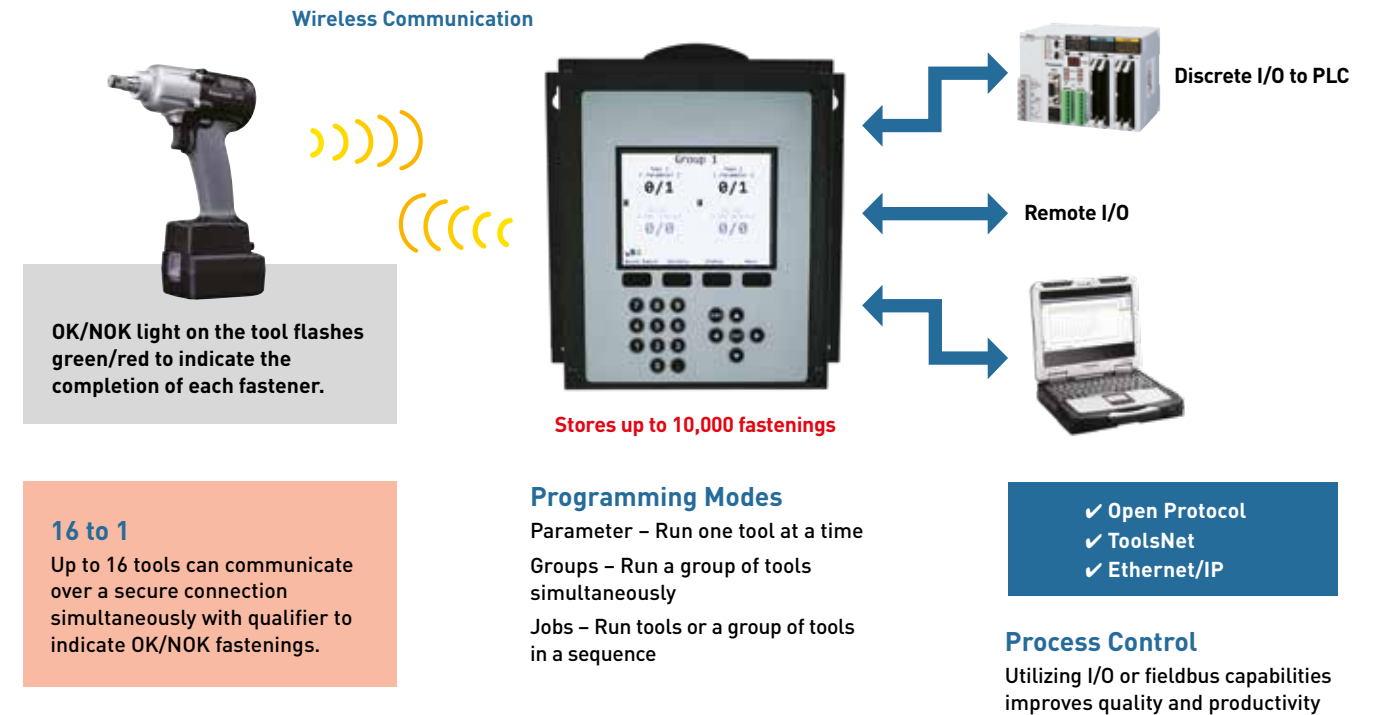 Wireless Communication
Discrete I/O to PLC
Group 1
0/1
0/1
0/0
0/0
Remote I/O
OK/NOK light on the tool flashes
green/red to indicate the
completion of each fastener.
Stores up to 10,000 fastenings
16 to 1
Up to 16 tools can communicate
over a secure connection
simultaneously with qualifier to
indicate OK/NOK fastenings.
Programming Modes
Parameter – Run one tool at a time
Groups – Run a group of tools
simultaneously
Jobs – Run tools or a group of tools
in a sequence
✔ Open Protocol
✔ ToolsNet
✔ Ethernet/IP
Process Control
Utilizing I/O or fieldbus capabilities
improves quality and productivity